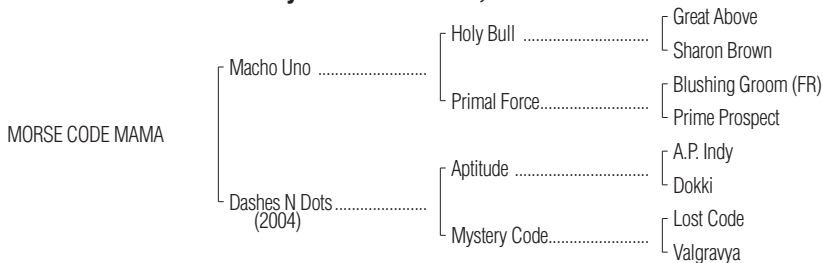 Great Above
Holy Bull ......................
Sharon Brown
Macho Uno ..........................
Blushing Groom (FR)
Primal Force..........................
Prime Prospect
MORSE CODE MAMA
A.P. Indy
Aptitude .........................
Dokki
Dashes N Dots......................
(2004)
Lost Code
Mystery Code........................
Valgravya